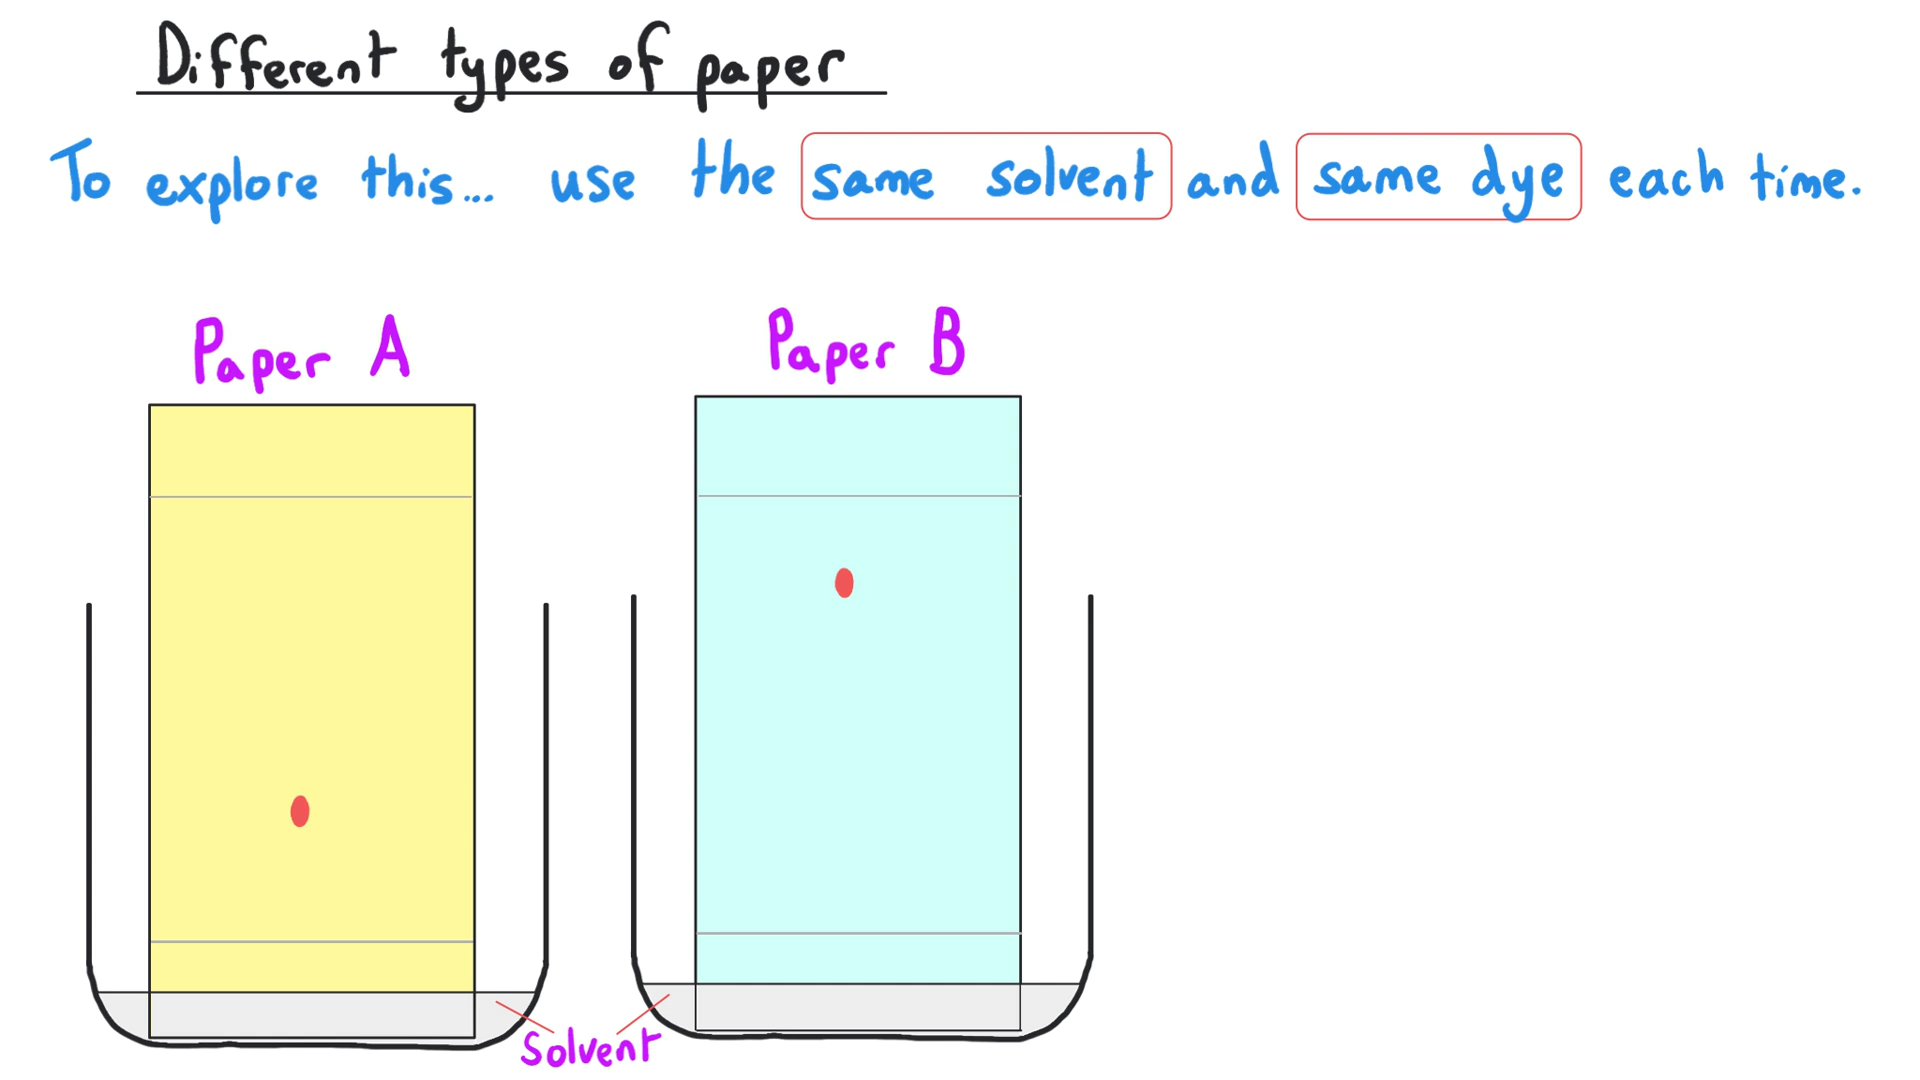 Different types of paper
To explore this... use the same solvent and same dye each time.
Paper A
Paper B
Solvent